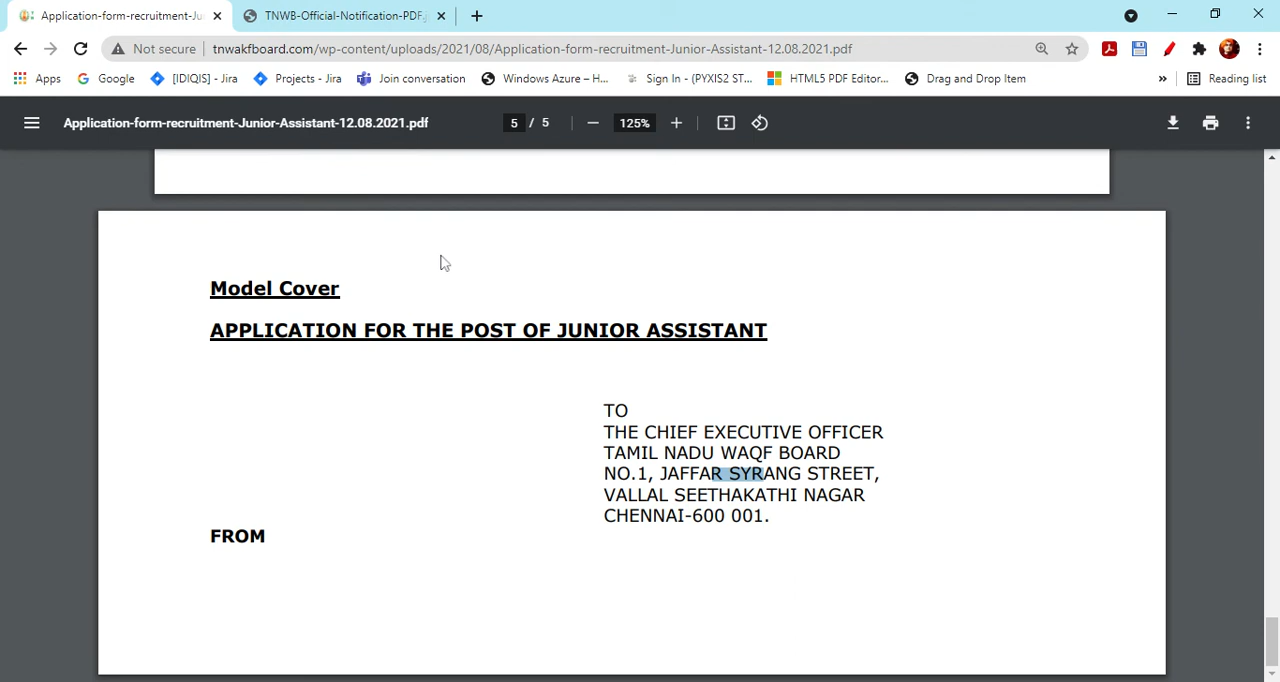 Application-form-recruitment-Ju
TNWB-Official-Notification-PDF.
Not secure
tnwakfboard.com/wp-content/uploads/2021/08/Application-form-recruitment-Junior-Assistant-12.08.2021.pdf
Apps
Google
[IDIQIS] - Jira
Projects - Jira
Join conversation
Windows Azure – H...
Sign In - (PYXIS2 ST...
HTML5 PDF Editor...
Drag and Drop Item
»
Reading list
Application-form-recruitment-Junior-Assistant-12.08.2021.pdf
5 / 5
125%
Model Cover
APPLICATION FOR THE POST OF JUNIOR ASSISTANT
TO
THE CHIEF EXECUTIVE OFFICER
TAMIL NADU WAQF BOARD
NO.1, JAFFAR SYRANG STREET,
VALLAL SEETHAKATHI NAGAR
CHENNAI-600 001.
FROM